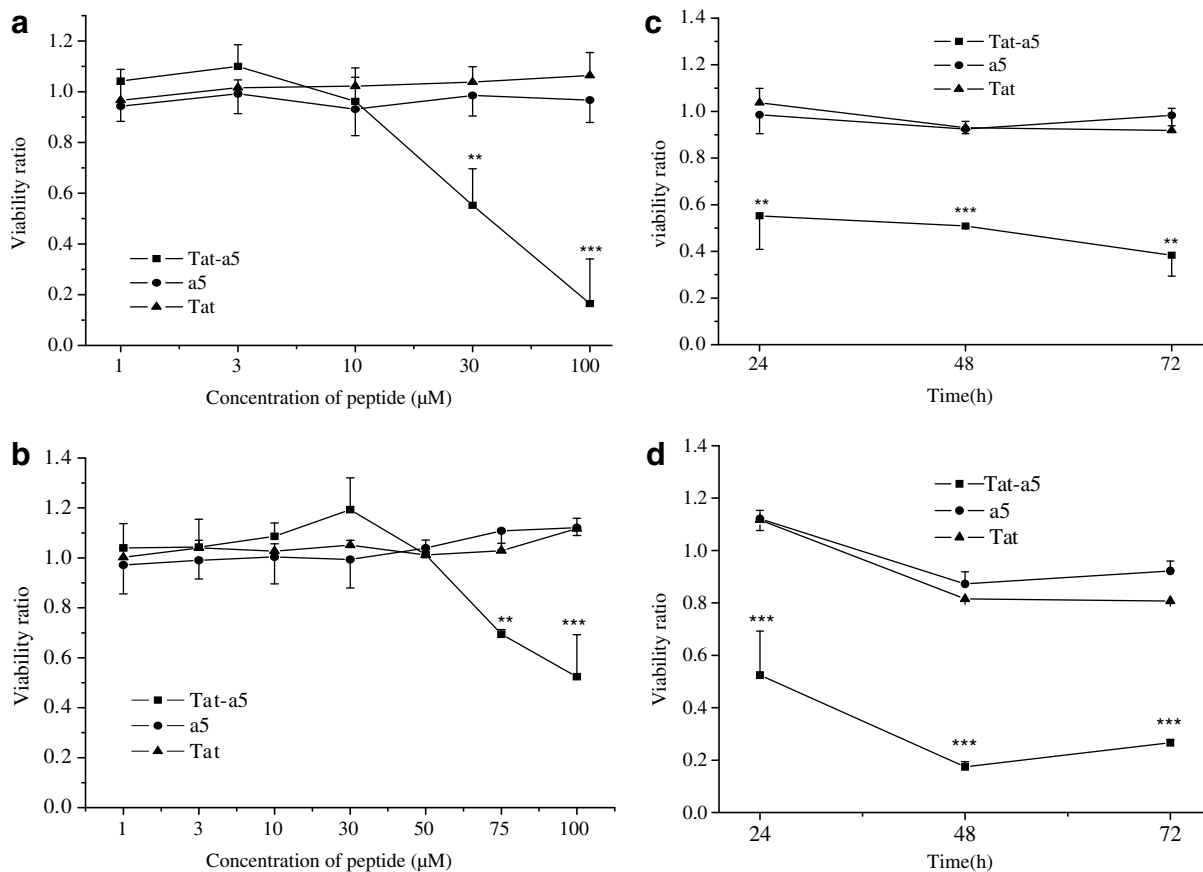 a
1.2
1.0
0.8
0.6
0.4
0.2
0.0
Viability ratio
**
***
Tat-a5
a5
Tat
1 3 10 30 100
Concentration of peptide (µM)
c
1.4
1.2
1.0
0.8
0.6
0.4
0.2
0.0
viability ratio
Tat-a5
a5
Tat
** *** **
24 48 72
Time(h)
b
1.4
1.2
1.0
0.8
0.6
0.4
0.2
0.0
Viability ratio
** ***
Tat-a5
a5
Tat
1 3 10 30 50 75 100
Concentration of peptide (µM)
d
1.4
1.2
1.0
0.8
0.6
0.4
0.2
0.0
Viability ratio
Tat-a5
a5
Tat
*** *** ***
24 48 72
Time(h)